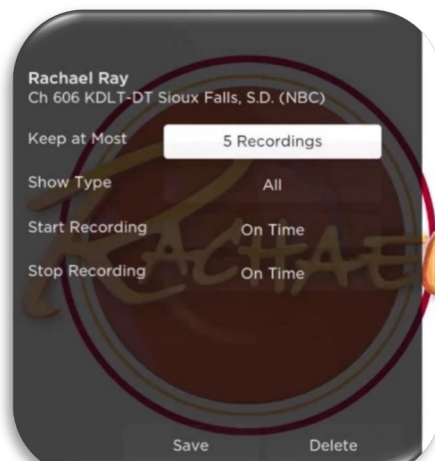 Rachael Ray
Ch 606 KDLT-DT Sioux Falls, S.D. (NBC)
Keep at Most 5 Recordings
Show Type All
Start Recording On Time
Stop Recording On Time
RACHAE
Save Delete